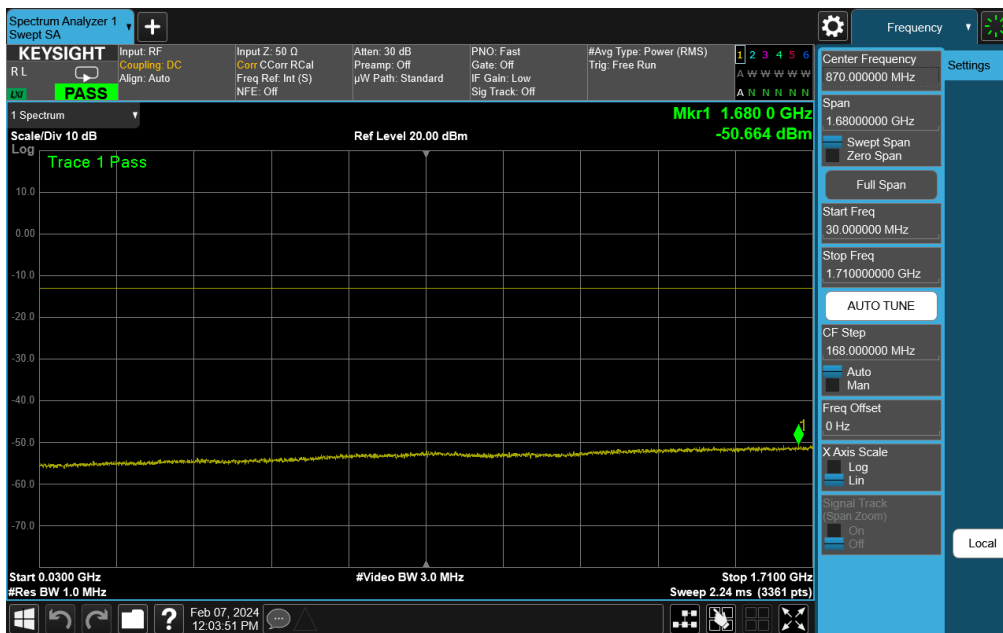 Spectrum Analyzer 1
Swept SA
Frequency
KEYSIGHT
R L
LXI
PASS
Input: RF
Coupling: DC
Align: Auto
Input Z: 50 Ω
Corr CCorr RCal
Freq Ref: Int (S)
NFE: Off
Atten: 30 dB
Preamp: Off
µW Path: Standard
PNO: Fast
Gate: Off
IF Gain: Low
Sig Track: Off
#Avg Type: Power (RMS)
Trig: Free Run
1 2 3 4 5 6
A W W W W W
A N N N N N
1 Spectrum
Mkr1 1.680 0 GHz
Scale/Div 10 dB
Ref Level 20.00 dBm
-50.664 dBm
Log
Trace 1 Pass
10.0
0.00
-10.0
-20.0
-30.0
-40.0
1
-50.0
-60.0
-70.0
Start 0.0300 GHz
#Video BW 3.0 MHz
Stop 1.7100 GHz
#Res BW 1.0 MHz
Sweep 2.24 ms (3361 pts)
Center Frequency
870.000000 MHz
Settings
Span
1.68000000 GHz
Swept Span
Zero Span
Full Span
Start Freq
30.000000 MHz
Stop Freq
1.710000000 GHz
AUTO TUNE
CF Step
168.000000 MHz
Auto
Man
Freq Offset
0 Hz
X Axis Scale
Log
Lin
Signal Track
(Span Zoom)
On
Off
Local
?
Feb 07, 2024
12:03:51 PM